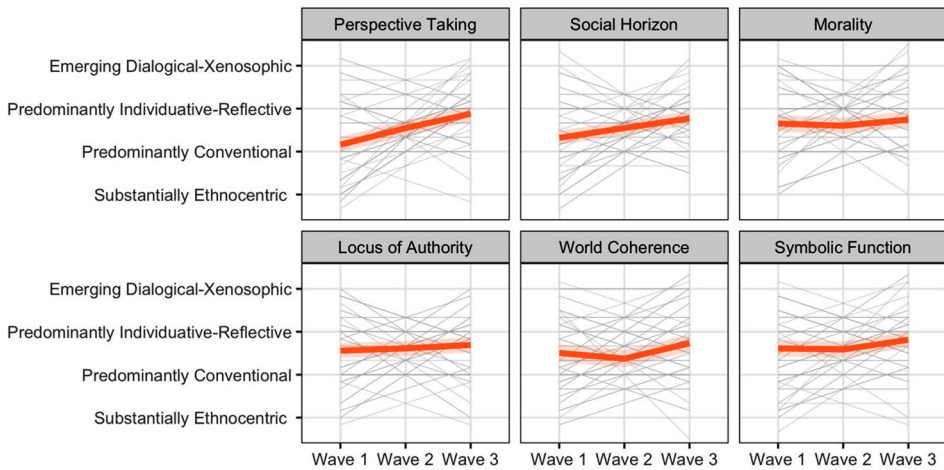 Perspective Taking
Social Horizon
Morality
Emerging Dialogical-Xenosophic
Predominantly Individuative-Reflective
Predominantly Conventional
Substantially Ethnocentric
Locus of Authority
World Coherence
Symbolic Function
Emerging Dialogical-Xenosophic
Predominantly Individuative-Reflective
Predominantly Conventional
Substantially Ethnocentric
Wave 1 Wave 2 Wave 3
Wave 1 Wave 2 Wave 3
Wave 1 Wave 2 Wave 3